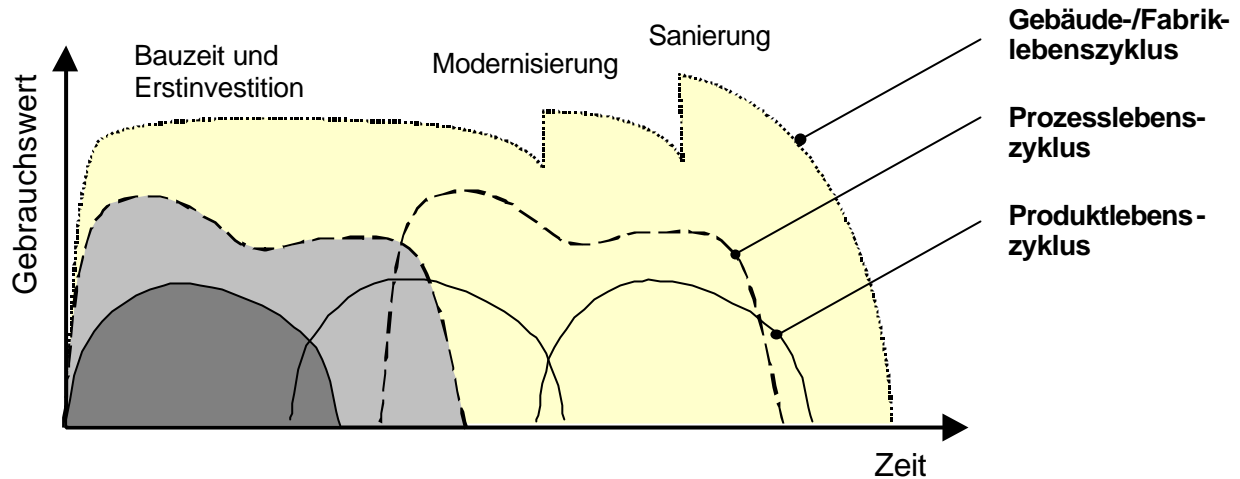 Gebäude-/Fabrik-
lebenszyklus
Sanierung
Bauzeit und
Erstinvestition
Modernisierung
Prozesslebens-
zyklus
Produktlebens-
zyklus
Gebrauchswert
Zeit